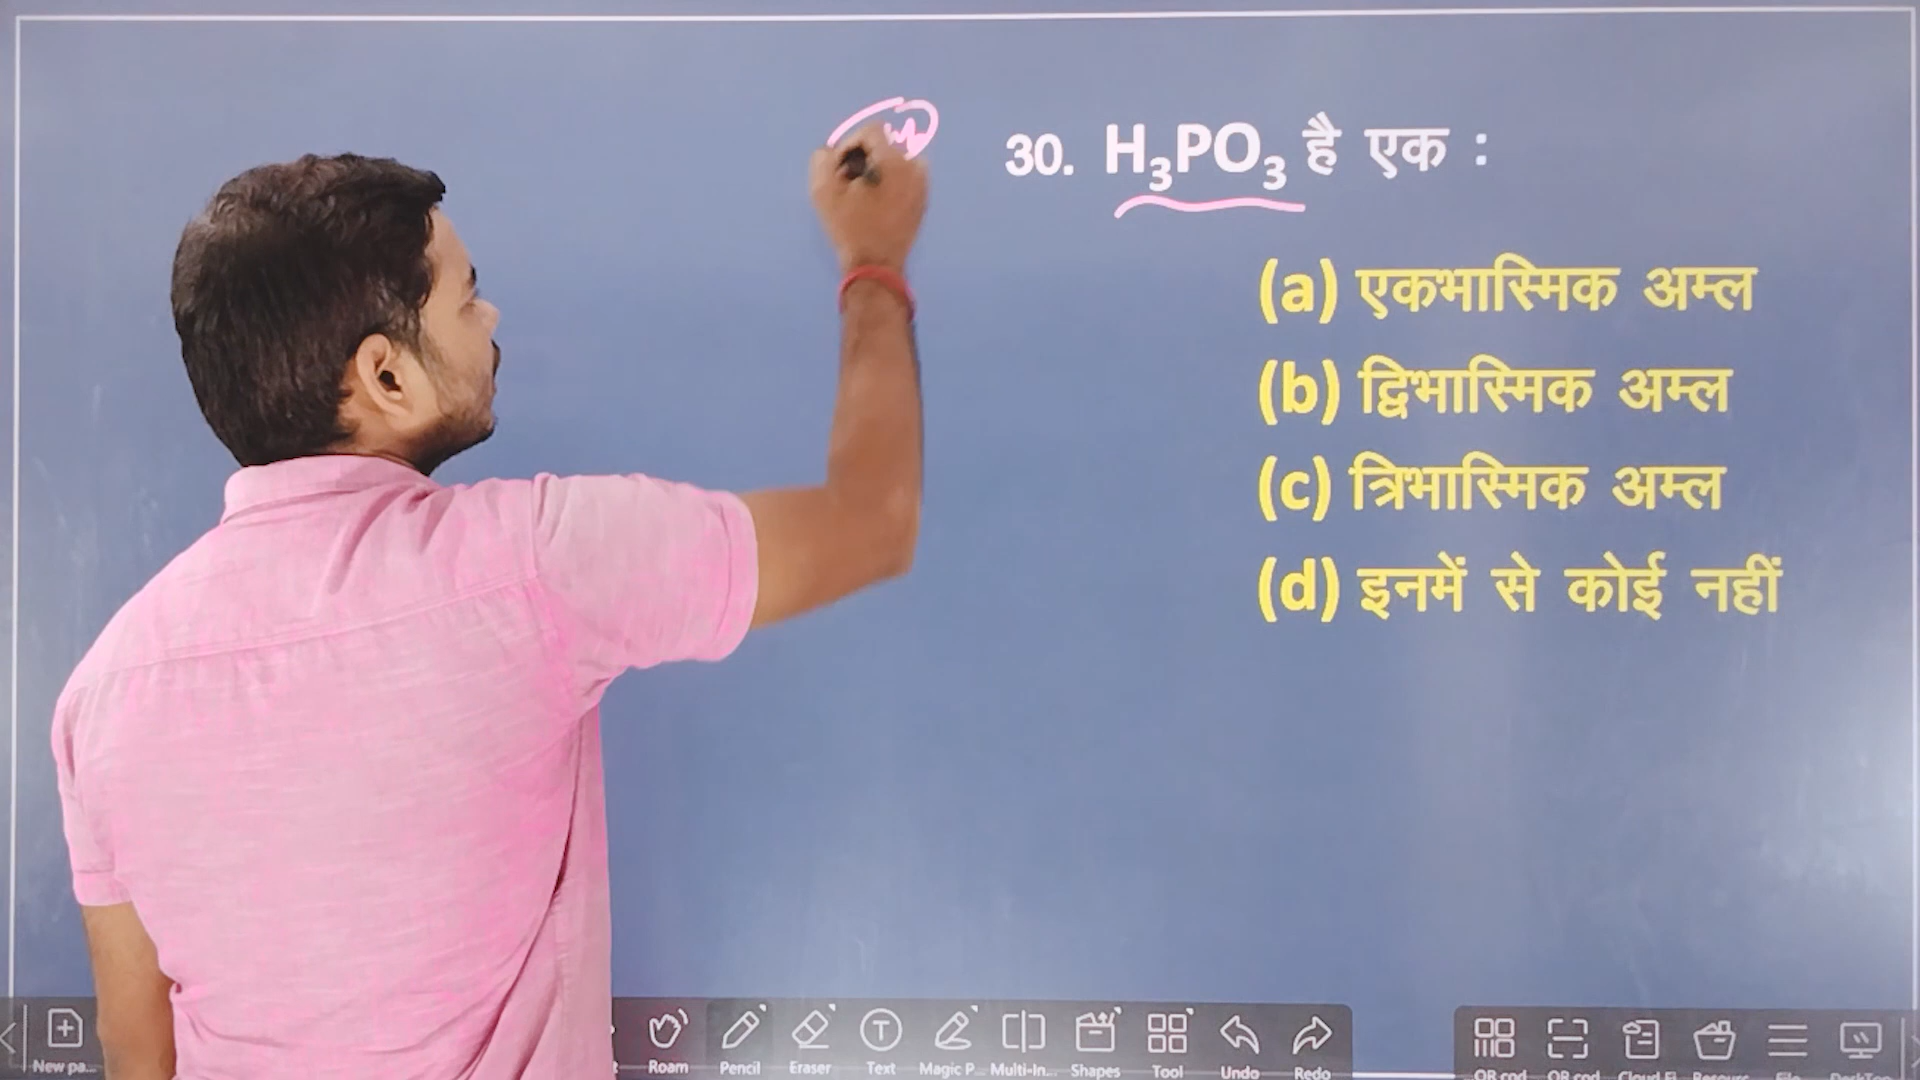 30. H₃PO₃ है एक :
(a) एकभास्मिक अम्ल
(b) द्विभास्मिक अम्ल
(c) त्रिभास्मिक अम्ल
(d) इनमें से कोई नहीं
New pa... Roam Pencil Eraser Text Magic P... Multi-In... Shapes Tool Undo Redo